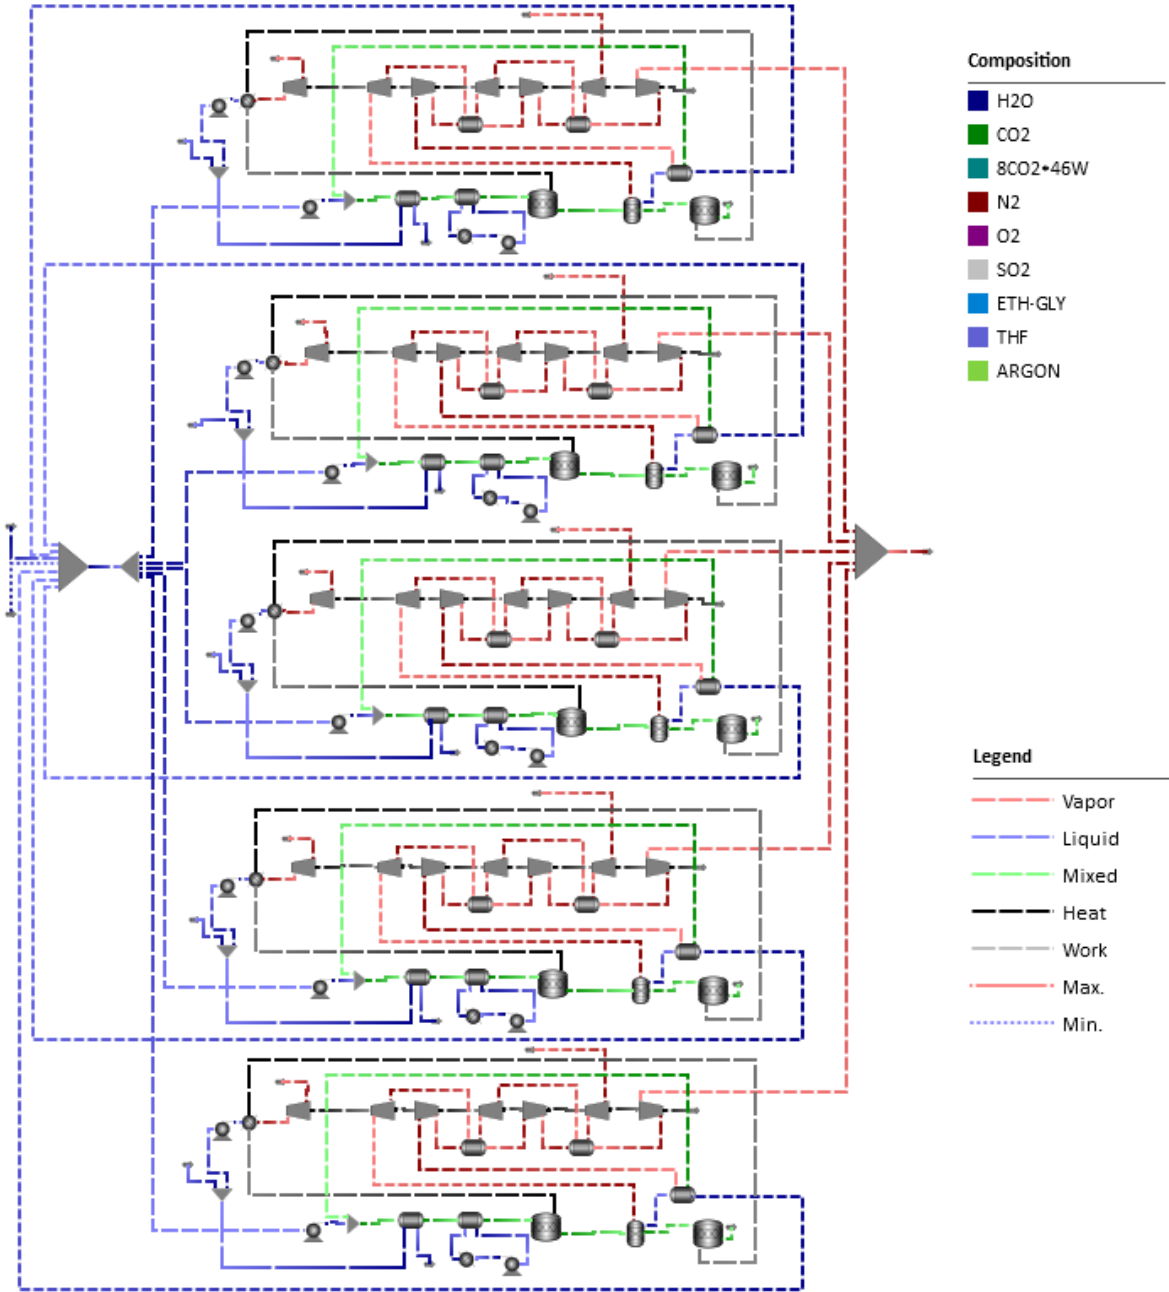 Composition
H2O
CO2
8CO2•46W
N2
O2
SO2
ETH-GLY
THF
ARGON
Legend
Vapor
Liquid
Mixed
Heat
Work
Max.
Min.